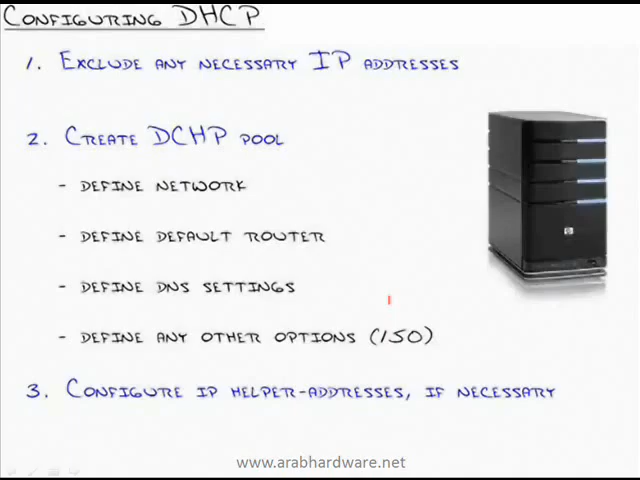 CONFIGURING DHCP
1. EXCLUDE ANY NECESSARY IP ADDRESSES
2. CREATE DCHP POOL
- DEFINE NETWORK
- DEFINE DEFAULT ROUTER
- DEFINE DNS SETTINGS
- DEFINE ANY OTHER OPTIONS (150)
3. CONFIGURE IP HELPER-ADDRESSES, IF NECESSARY
www.arabhardware.net